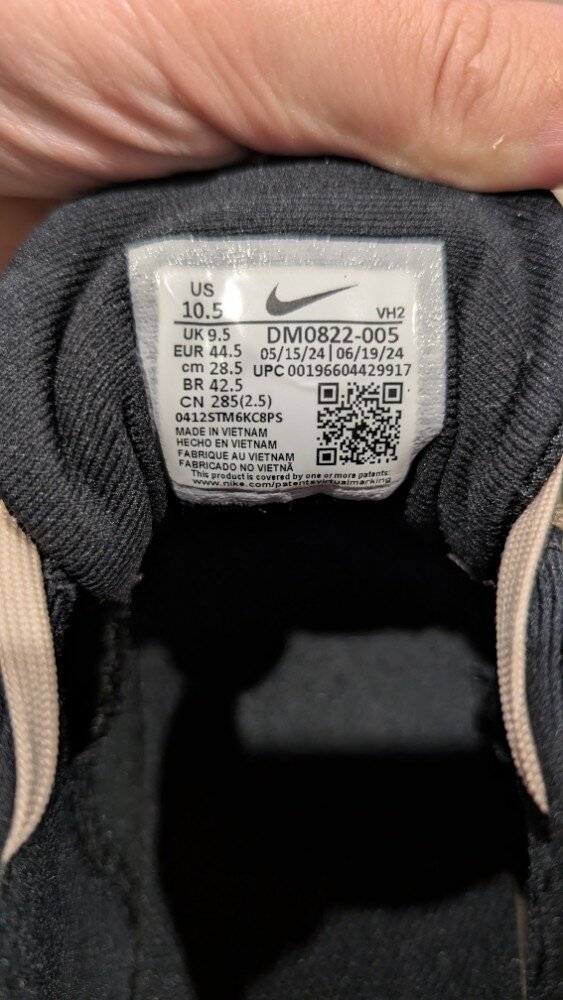 US
10.5
VH2
UK 9.5
DM0822-005
EUR 44.5
05/15/24 | 06/19/24
cm 28.5
UPC 00196604429917
BR 42.5
CN 285(2.5)
0412STM6KC8PS
MADE IN VIETNAM
HECHO EN VIETNAM
FABRIQUE AU VIETNAM
FABRICADO NO VIETNÃ
This product is covered by one or more patents:
www.nike.com/patentsvirtualmarking